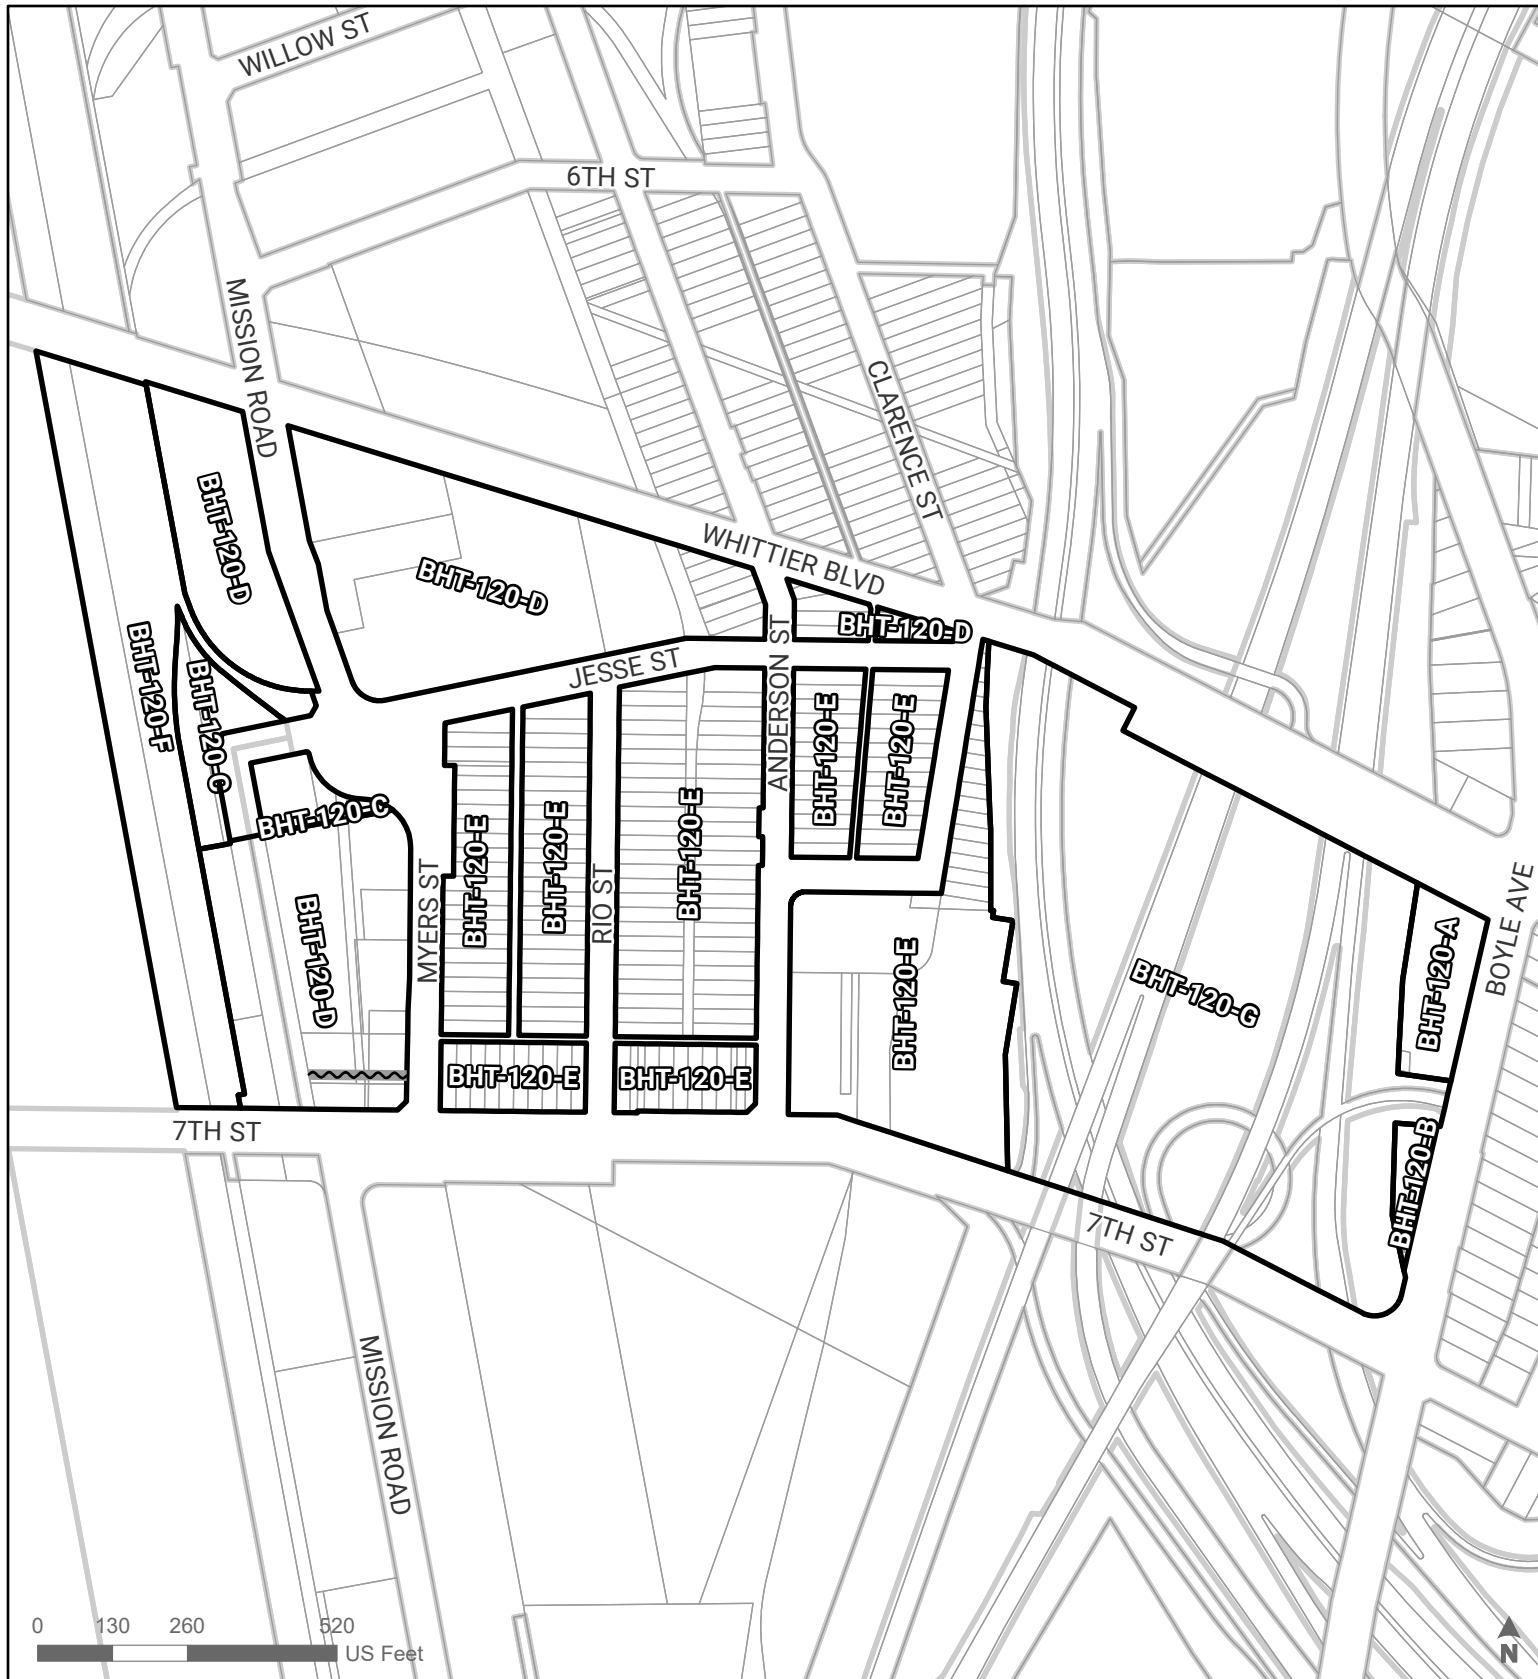 WILLOW ST
6TH ST
MISSION ROAD
CLARENCE ST
BHT-120-D
WHITTIER BLVD
BHT-120-D
BHT-120-D
BHT-120-F
BHT-120-C
JESSE ST
ANDERSON ST
BHT-120-E
BHT-120-E
BHT-120-C
BHT-120-E
BHT-120-E
BHT-120-E
MYERS ST
RIO ST
BHT-120-D
BHT-120-E
BHT-120-G
BHT-120-A
BOYLE AVE
BHT-120-E
BHT-120-E
7TH ST
BHT-120-B
7TH ST
MISSION ROAD
0 130 260 520
US Feet
N